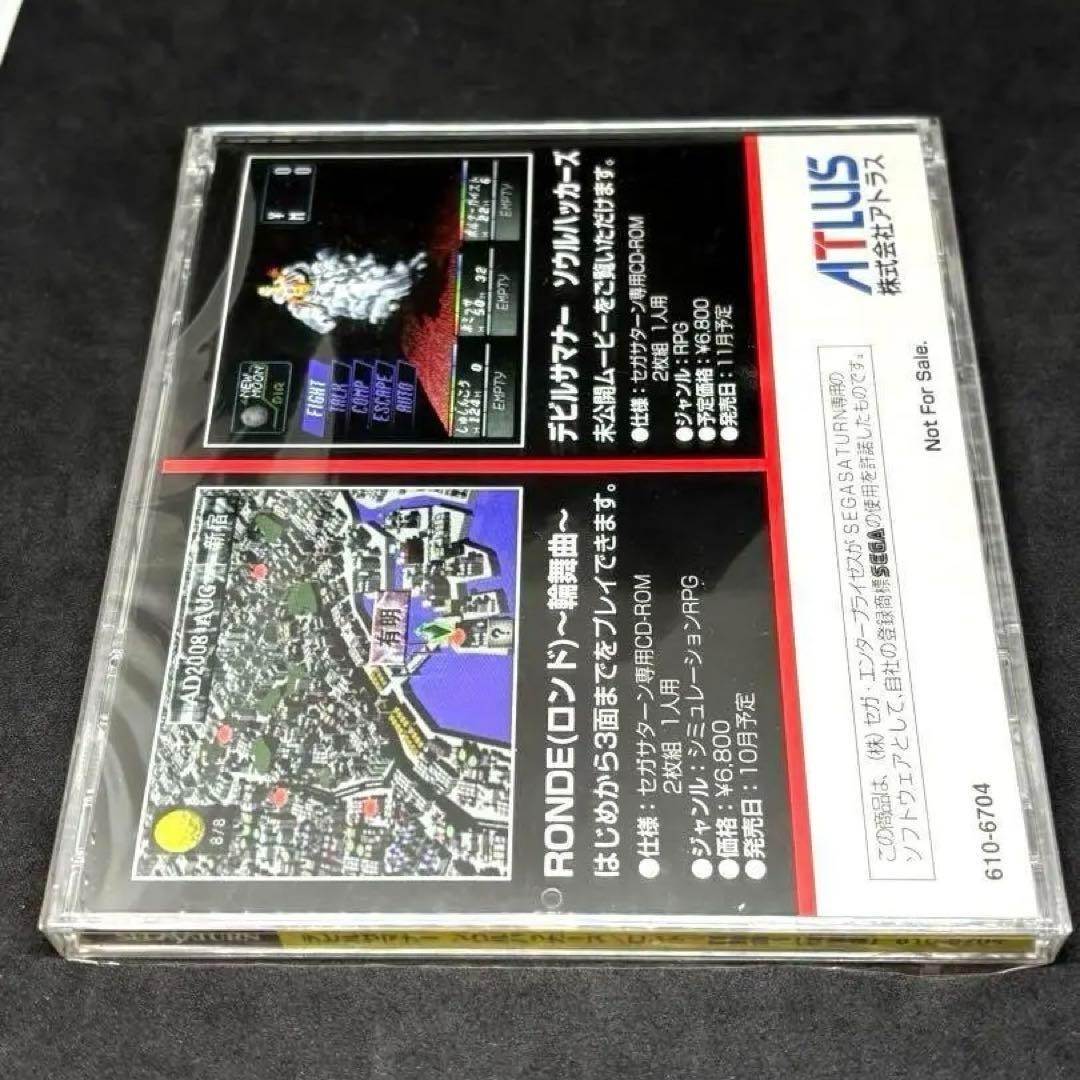 AD2008 AUG 新宿
有明
?
8/8
RONDE(ロンド)〜輪舞曲〜
はじめから3面までをプレイできます。
●仕様：セガサターン専用CD-ROM
2枚組 1人用
●ジャンル：シミュレーションRPG
●価格：¥6,800
●発売日：10月予定
NEW MOON
FIGHT
TALK
COMP
ESCAPE
AUTO
¥ 0
M 0
EMPTY
EMPTY
EMPTY
デビルサマナー ソウルハッカーズ
未公開ムービーをご覧いただけます。
●仕様：セガサターン専用CD-ROM
2枚組 1人用
●ジャンル：RPG
●予定価格：¥6,800
●発売日：11月予定
ATLUS
株式会社アトラス
この商品は、(株)セガ・エンタープライゼスがSEGASATURN専用の
ソフトウェアとして、自社の登録商標SEGAの使用を許諾したものです。
Not For Sale.
610-6704